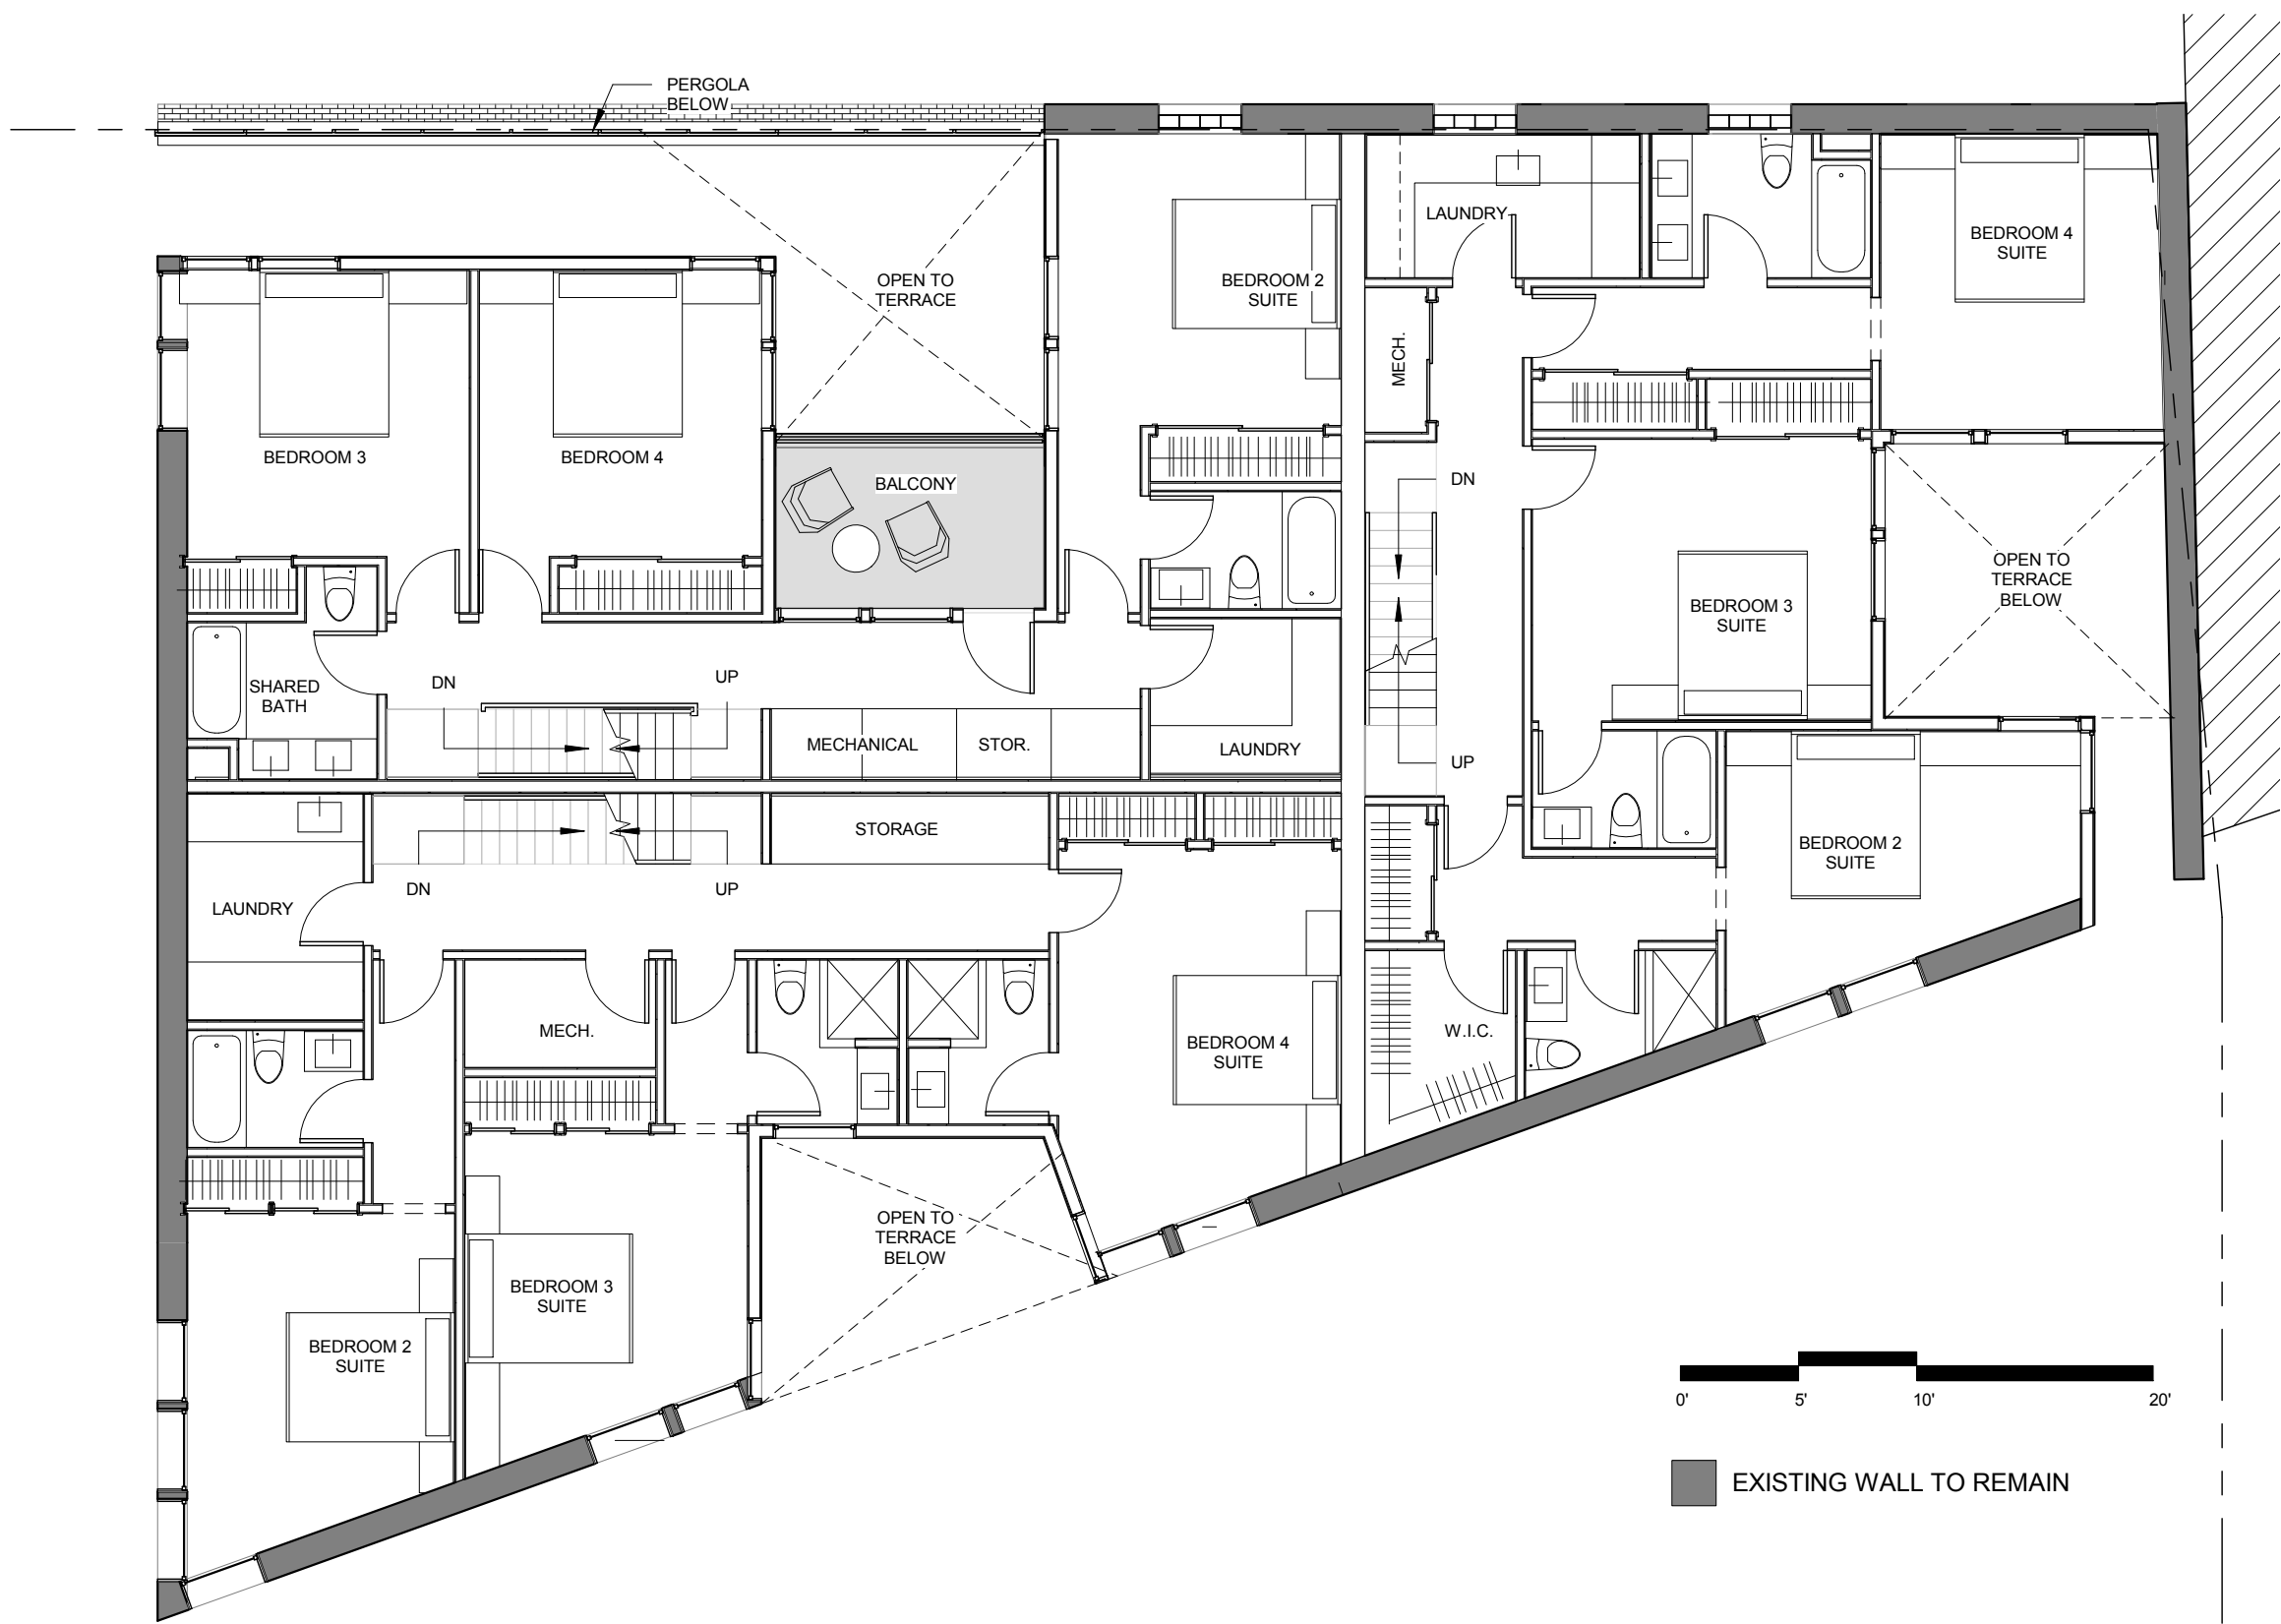 PERGOLA
BELOW
LAUNDRY
BEDROOM 4
SUITE
OPEN TO
TERRACE
BEDROOM 2
SUITE
MECH.
BEDROOM 3
BEDROOM 4
BALCONY
DN
OPEN TO
TERRACE
BELOW
BEDROOM 3
SUITE
SHARED
BATH
DN
UP
MECHANICAL
STOR.
LAUNDRY
UP
STORAGE
BEDROOM 2
SUITE
LAUNDRY
DN
UP
MECH.
BEDROOM 4
SUITE
W.I.C.
OPEN TO
TERRACE
BELOW
BEDROOM 3
SUITE
BEDROOM 2
SUITE
0' 5' 10' 20'
EXISTING WALL TO REMAIN